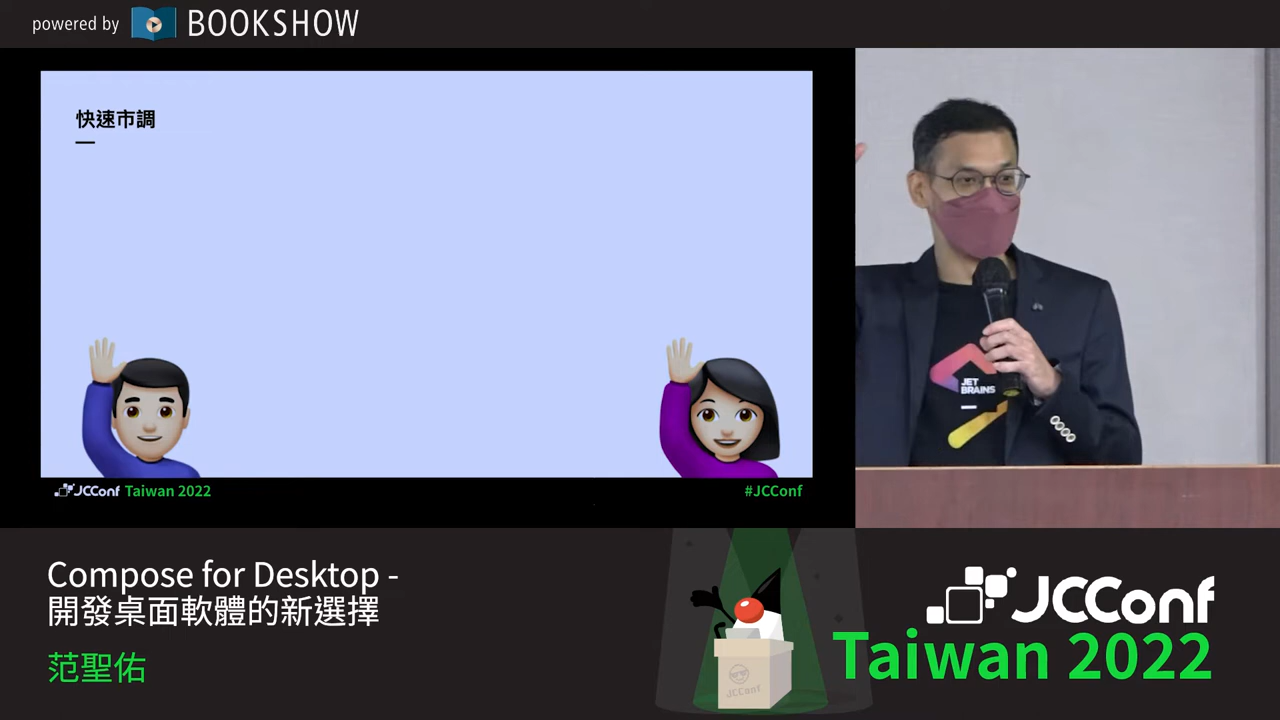 powered by BOOKSHOW
快速市調
JCConf Taiwan 2022
#JCConf
JET
BRAINS
Compose for Desktop -
開發桌面軟體的新選擇
范聖佑
JCConf
JCConf
Taiwan 2022